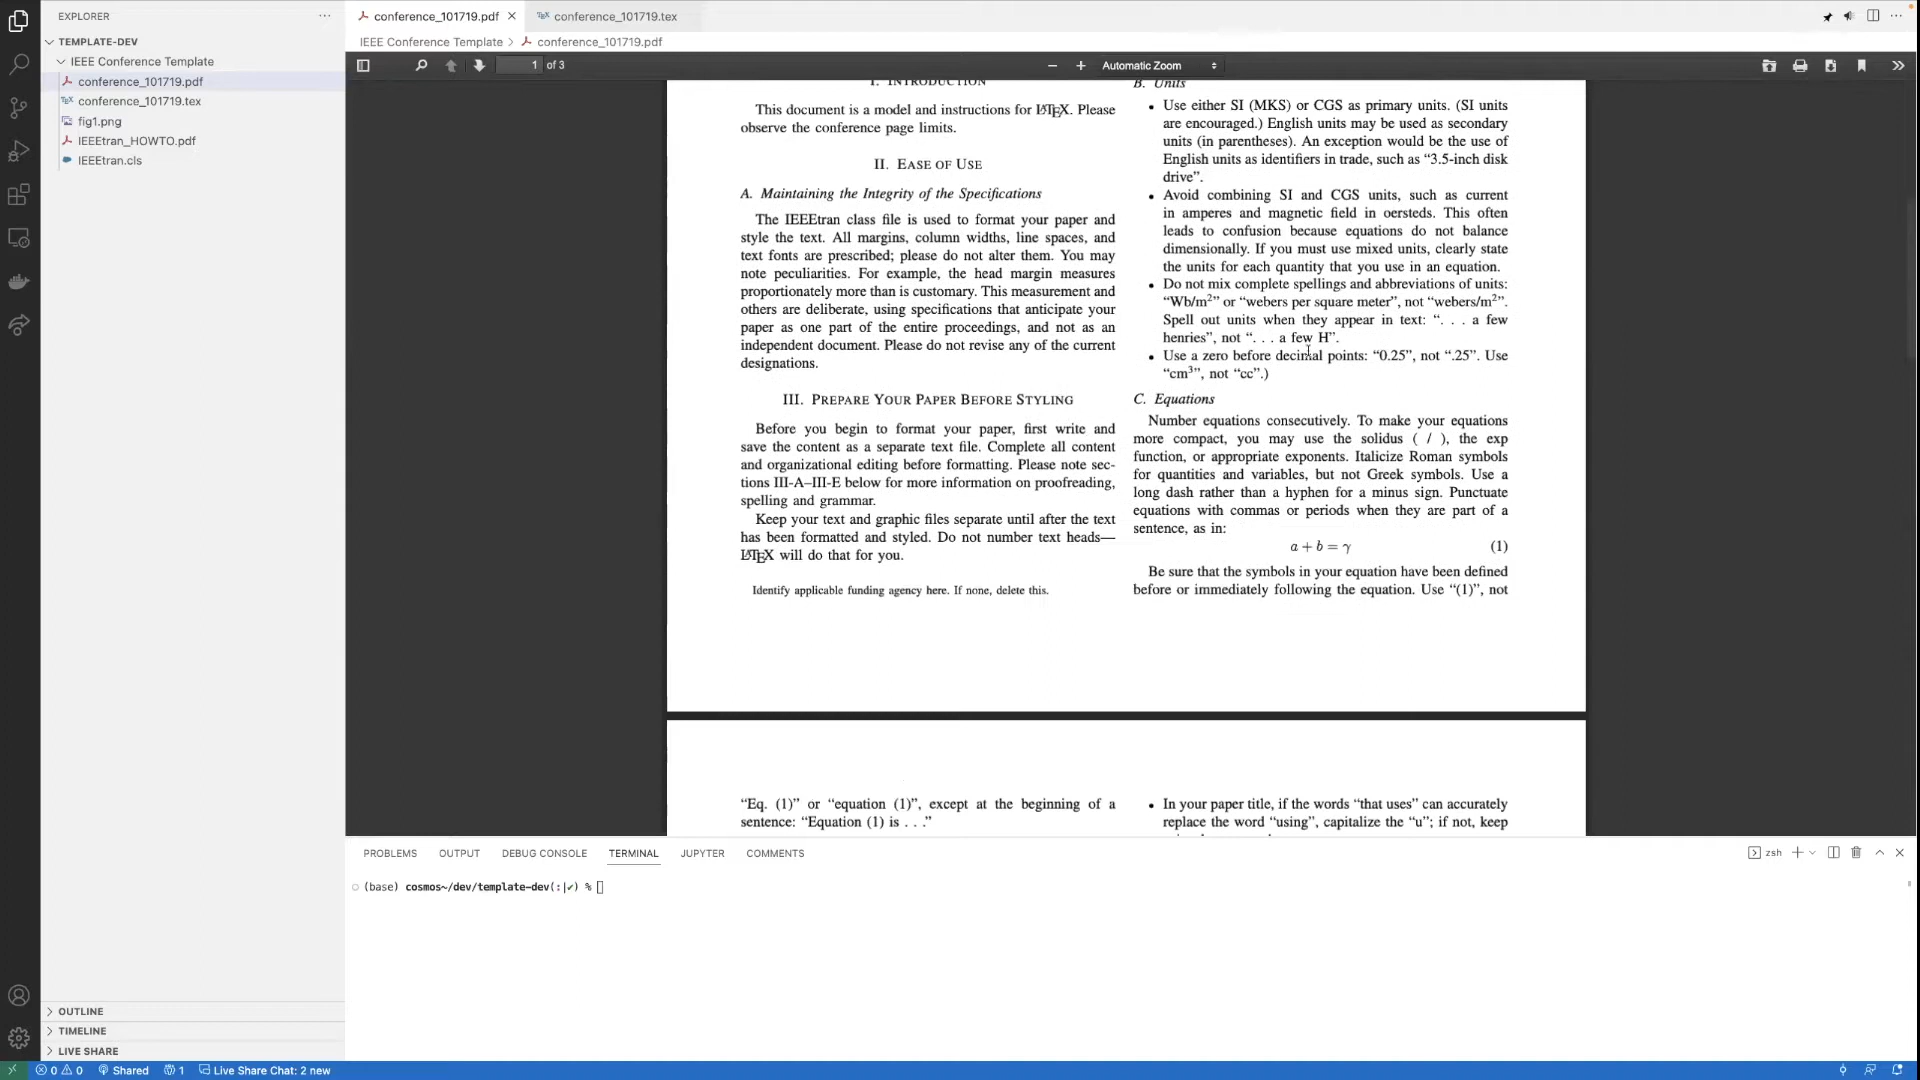 EXPLORER
TEMPLATE-DEV
IEEE Conference Template
conference_101719.pdf
conference_101719.tex
fig1.png
IEEEtran_HOWTO.pdf
IEEEtran.cls
OUTLINE
TIMELINE
LIVE SHARE
conference_101719.pdf
conference_101719.tex
IEEE Conference Template > conference_101719.pdf
1 of 3
Automatic Zoom
I. INTRODUCTION
This document is a model and instructions for LATEX. Please
observe the conference page limits.
II. EASE OF USE
A. Maintaining the Integrity of the Specifications
The IEEEtran class file is used to format your paper and
style the text. All margins, column widths, line spaces, and
text fonts are prescribed; please do not alter them. You may
note peculiarities. For example, the head margin measures
proportionately more than is customary. This measurement and
others are deliberate, using specifications that anticipate your
paper as one part of the entire proceedings, and not as an
independent document. Please do not revise any of the current
designations.
III. PREPARE YOUR PAPER BEFORE STYLING
Before you begin to format your paper, first write and
save the content as a separate text file. Complete all content
and organizational editing before formatting. Please note sec-
tions III-A–III-E below for more information on proofreading,
spelling and grammar.
Keep your text and graphic files separate until after the text
has been formatted and styled. Do not number text heads—
LATEX will do that for you.
Identify applicable funding agency here. If none, delete this.
B. Units
• Use either SI (MKS) or CGS as primary units. (SI units
are encouraged.) English units may be used as secondary
units (in parentheses). An exception would be the use of
English units as identifiers in trade, such as “3.5-inch disk
drive”.
• Avoid combining SI and CGS units, such as current
in amperes and magnetic field in oersteds. This often
leads to confusion because equations do not balance
dimensionally. If you must use mixed units, clearly state
the units for each quantity that you use in an equation.
• Do not mix complete spellings and abbreviations of units:
“Wb/m²” or “webers per square meter”, not “webers/m²”.
Spell out units when they appear in text: “. . . a few
henries”, not “. . . a few H”.
• Use a zero before decimal points: “0.25”, not “.25”. Use
“cm³”, not “cc”.)
C. Equations
Number equations consecutively. To make your equations
more compact, you may use the solidus ( / ), the exp
function, or appropriate exponents. Italicize Roman symbols
for quantities and variables, but not Greek symbols. Use a
long dash rather than a hyphen for a minus sign. Punctuate
equations with commas or periods when they are part of a
sentence, as in:
a + b = γ (1)
Be sure that the symbols in your equation have been defined
before or immediately following the equation. Use “(1)”, not
“Eq. (1)” or “equation (1)”, except at the beginning of a
sentence: “Equation (1) is . . .”
• In your paper title, if the words “that uses” can accurately
replace the word “using”, capitalize the “u”; if not, keep
PROBLEMS OUTPUT DEBUG CONSOLE TERMINAL JUPYTER COMMENTS
zsh
(base) cosmos~/dev/template-dev(:|✔) %
0 0 Shared 1 Live Share Chat: 2 new